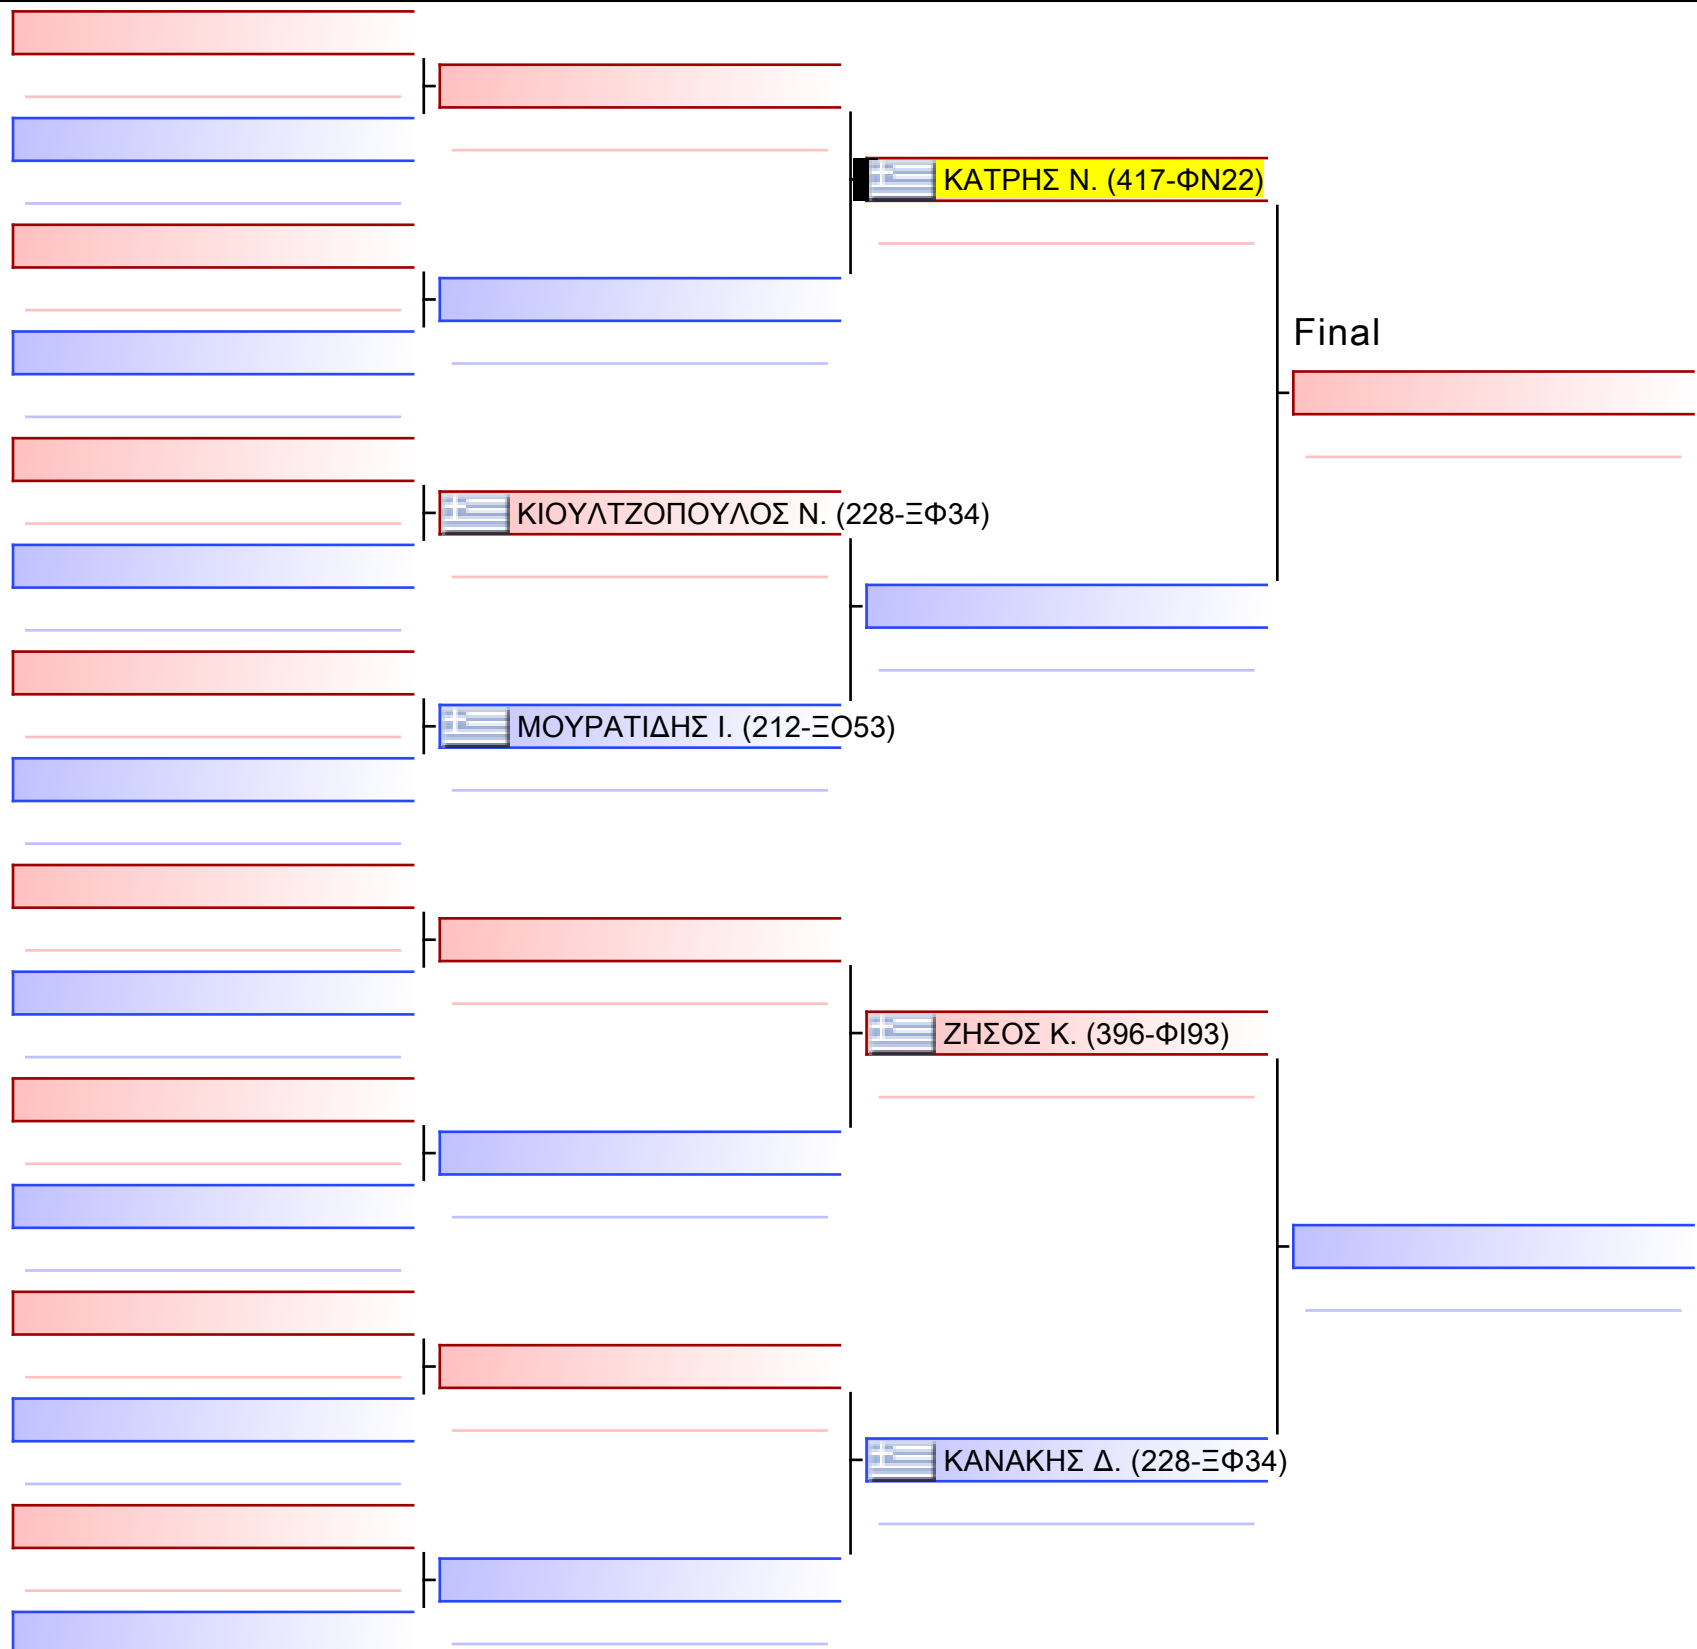 ΚΑΤΡΗΣ Ν. (417-ΦΝ22)
Final
ΚΙΟΥΛΤΖΟΠΟΥΛΟΣ Ν. (228-ΞΦ34)
ΜΟΥΡΑΤΙΔΗΣ Ι. (212-ΞΟ53)
ΖΗΣΟΣ Κ. (396-ΦΙ93)
ΚΑΝΑΚΗΣ Δ. (228-ΞΦ34)